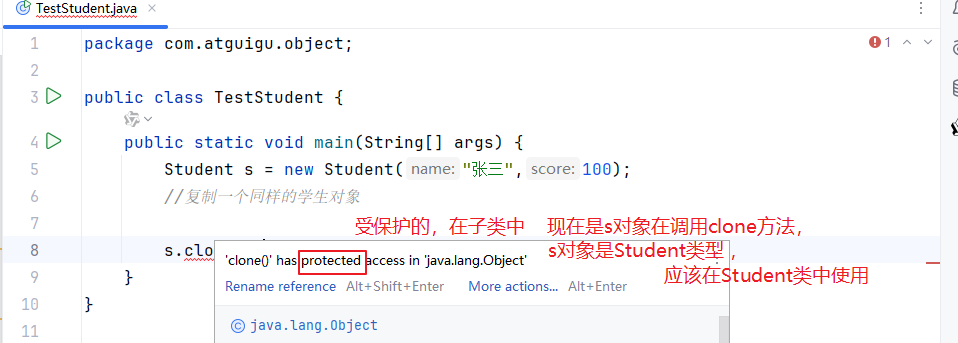 TestStudent.java
1 package com.atguigu.object;
1
2
3 public class TestStudent {
4 public static void main(String[] args) {
5 Student s = new Student( name: "张三", score: 100);
6 //复制一个同样的学生对象
7 受保护的，在子类中 现在是s对象在调用clone方法，
8 s.clo
s对象是Student类型，
'clone()' has protected access in 'java.lang.Object'
应该在Student类中使用
9 }
Rename reference Alt+Shift+Enter More actions... Alt+Enter
10 }
java.lang.Object
11